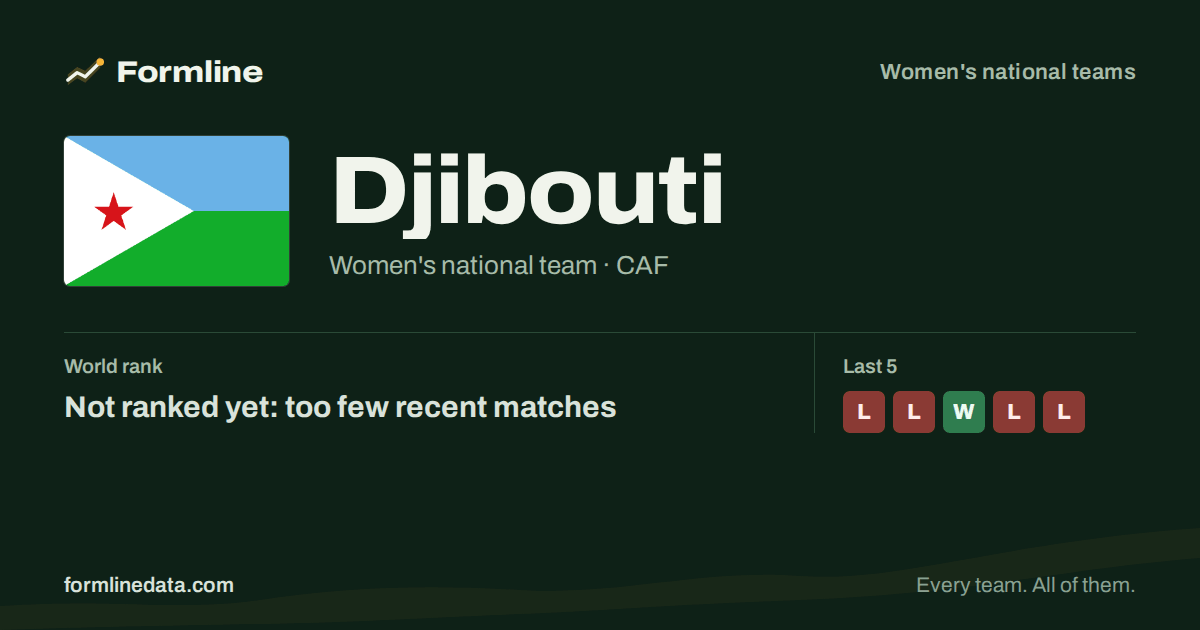 Formline
Women's national teams
Djibouti
Women's national team · CAF
World rank
Not ranked yet: too few recent matches
Last 5
L L W L L
formlinedata.com
Every team. All of them.